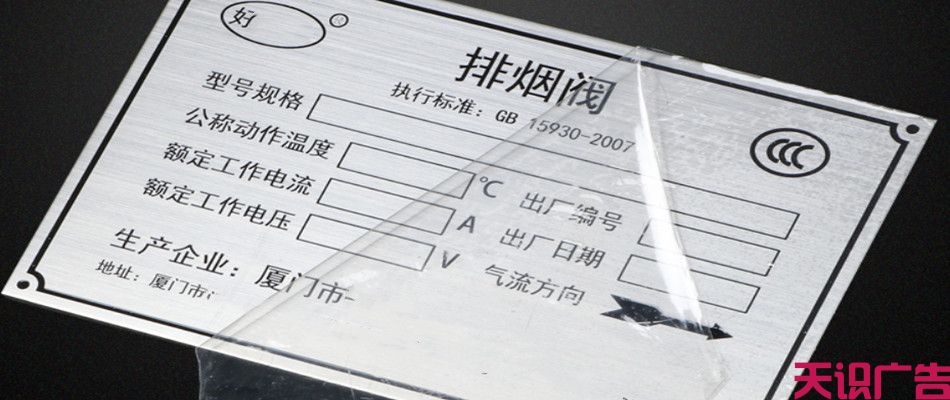 好
®
排烟阀
执行标准：GB 15930-2007
CCC
型号规格
公称动作温度 ℃ 出厂编号
额定工作电流 A 出厂日期
额定工作电压 V 气流方向
生产企业：厦门市
地址：厦门市
天识广告